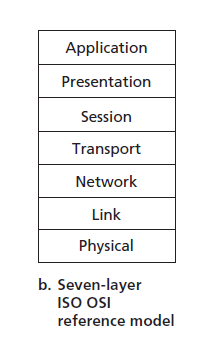 Application
Presentation
Session
Transport
Network
Link
Physical
b. Seven-layer
ISO OSI
reference model